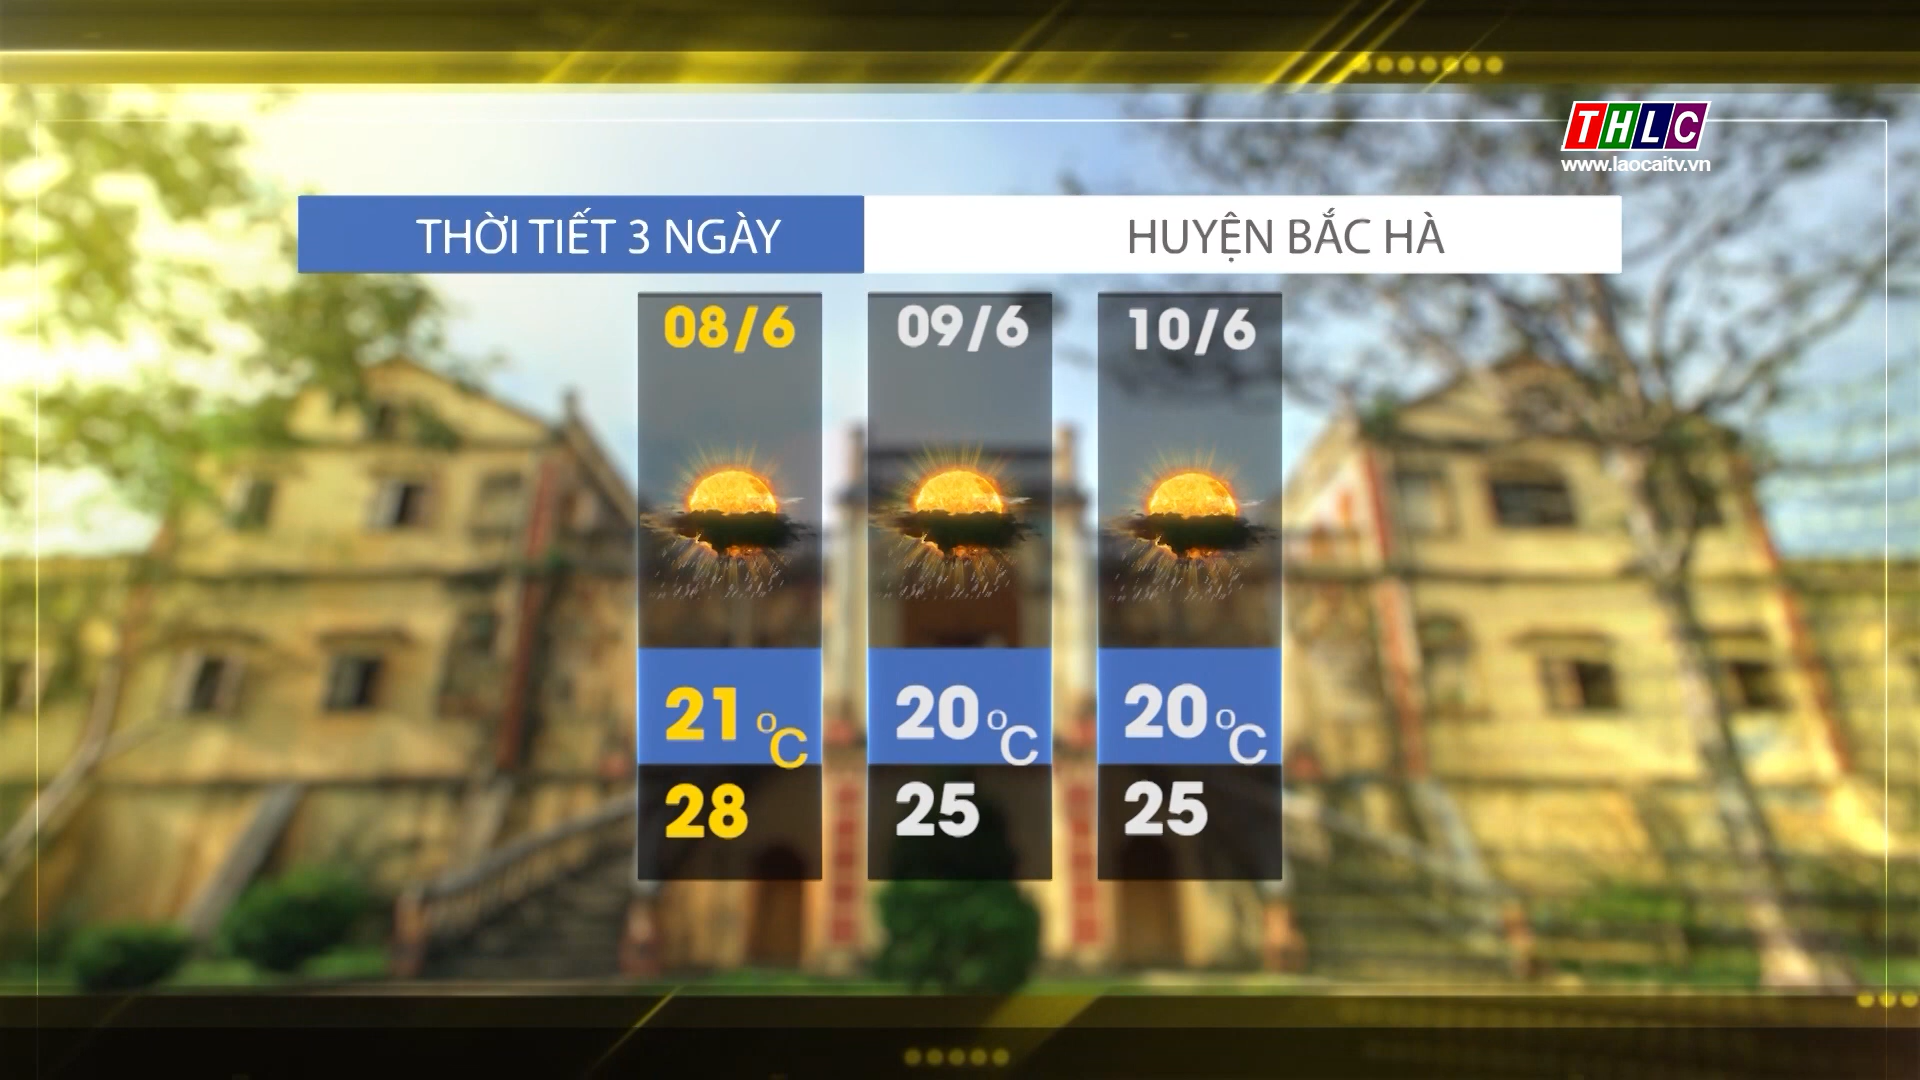 THLC
www.laocaitv.vn
THỜI TIẾT 3 NGÀY
HUYỆN BẮC HÀ
08/6
09/6
10/6
21 °C
20 °C
20 °C
28
25
25